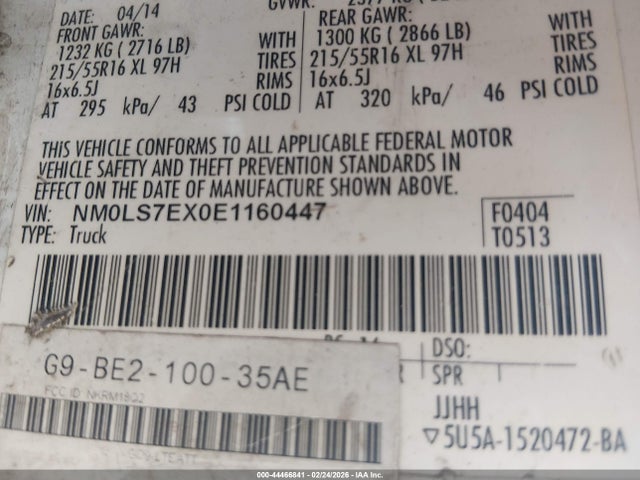 DATE: 04/14
GVWR:
FRONT GAWR:
1232 KG ( 2716 LB) WITH
215/55R16 XL 97H TIRES
16x6.5J RIMS
AT 295 kPa/ 43 PSI COLD
REAR GAWR: WITH
1300 KG ( 2866 LB) TIRES
215/55R16 XL 97H RIMS
16x6.5J
AT 320 kPa/ 46 PSI COLD
THIS VEHICLE CONFORMS TO ALL APPLICABLE FEDERAL MOTOR
VEHICLE SAFETY AND THEFT PREVENTION STANDARDS IN
EFFECT ON THE DATE OF MANUFACTURE SHOWN ABOVE.
VIN: NM0LS7EX0E1160447 F0404
TYPE: Truck T0513
DSO:
G9-BE2-100-35AE R SPR
FCC ID NKRM18Q2
JJHH
▽5U5A-1520472-BA
000-44466841 - 02/24/2026 - IAA Inc.